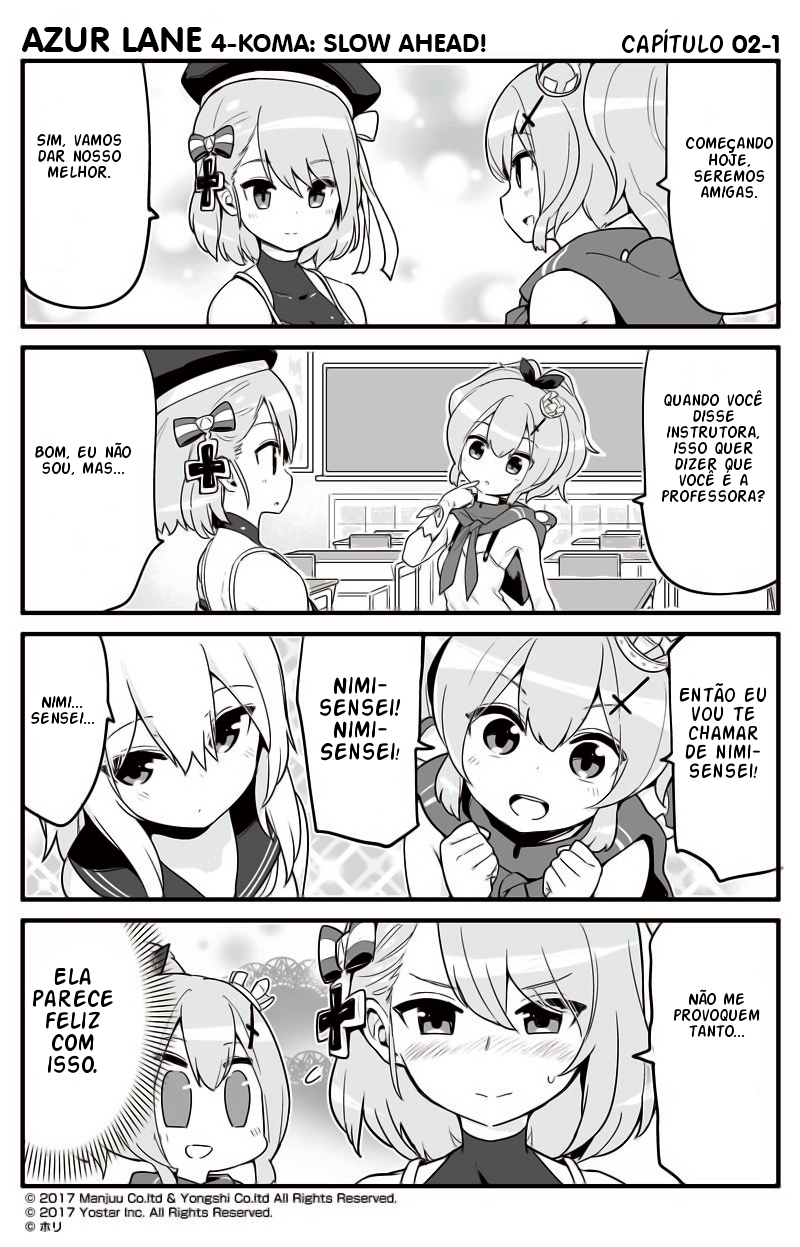 AZUR LANE 4-KOMA: SLOW AHEAD! CAPÍTULO 02-1
COMEÇANDO
HOJE,
SEREMOS
AMIGAS.
SIM, VAMOS
DAR NOSSO
MELHOR.
QUANDO VOCÊ
DISSE
INSTRUTORA,
ISSO QUER
DIZER QUE
VOCÊ É A
PROFESSORA?
BOM, EU NÃO
SOU, MAS...
ENTÃO EU
VOU TE
CHAMAR
DE NIMI-
SENSEI!
NIMI-
SENSEI!
NIMI-
SENSEI!
NIMI...
SENSEI...
NÃO ME
PROVOQUEM
TANTO...
ELA
PARECE
FELIZ
COM
ISSO.
© 2017 Manjuu Co.ltd & Yongshi Co.ltd All Rights Reserved.
© 2017 Yostar Inc. All Rights Reserved.
© ホリ